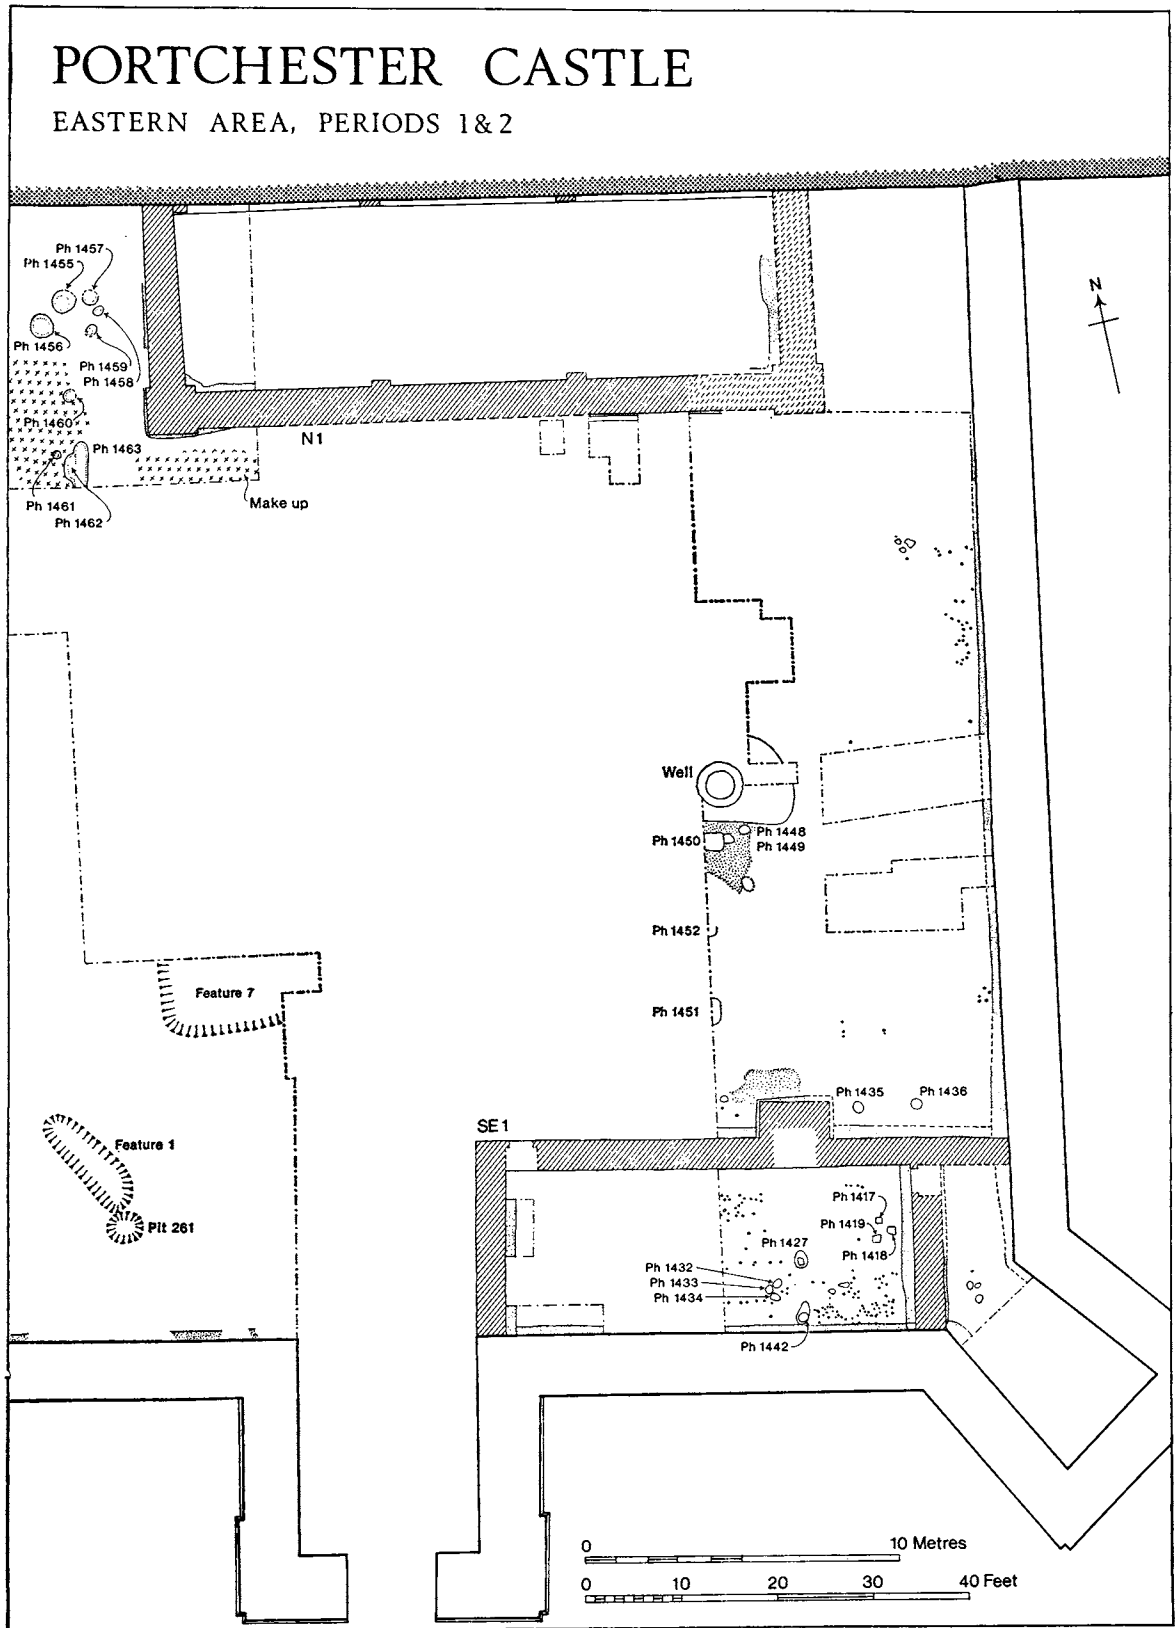 PORTCHESTER CASTLE
EASTERN AREA, PERIODS 1&2
Ph 1457
Ph 1455
Ph 1456
Ph 1459
Ph 1458
Ph 1460
Ph 1463
Ph 1461
Ph 1462
N1
Make up
N
Well
Ph 1450
Ph 1448
Ph 1449
Ph 1452
Ph 1451
Feature 7
Ph 1435
Ph 1436
Feature 1
Pit 261
SE1
Ph 1417
Ph 1419
Ph 1418
Ph 1427
Ph 1432
Ph 1433
Ph 1434
Ph 1442
0 10 Metres
0 10 20 30 40 Feet